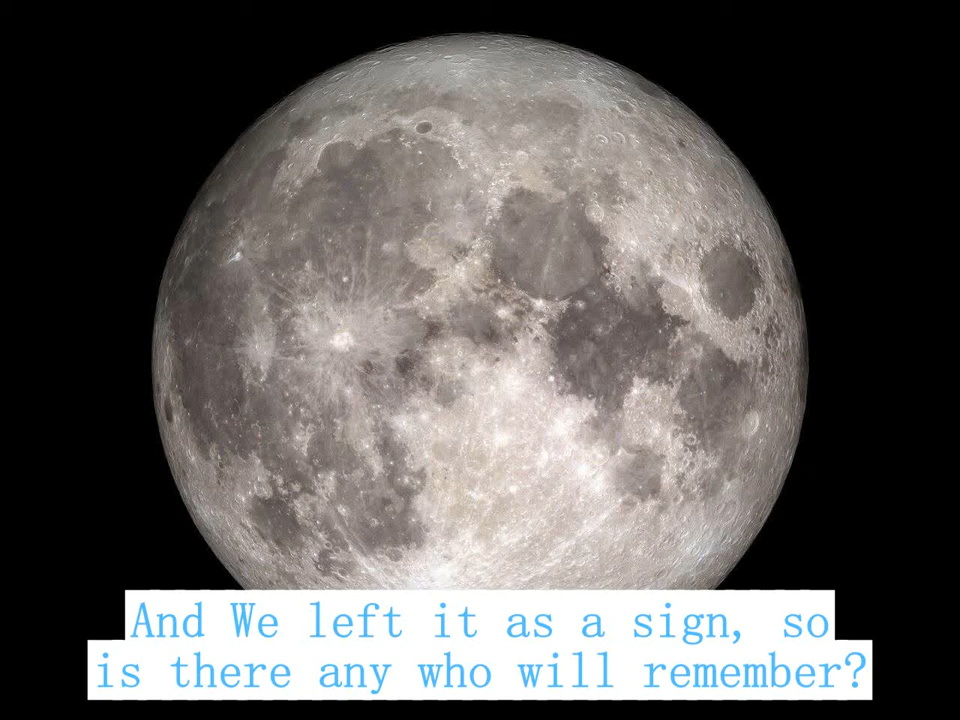 And We left it as a sign, so
is there any who will remember?